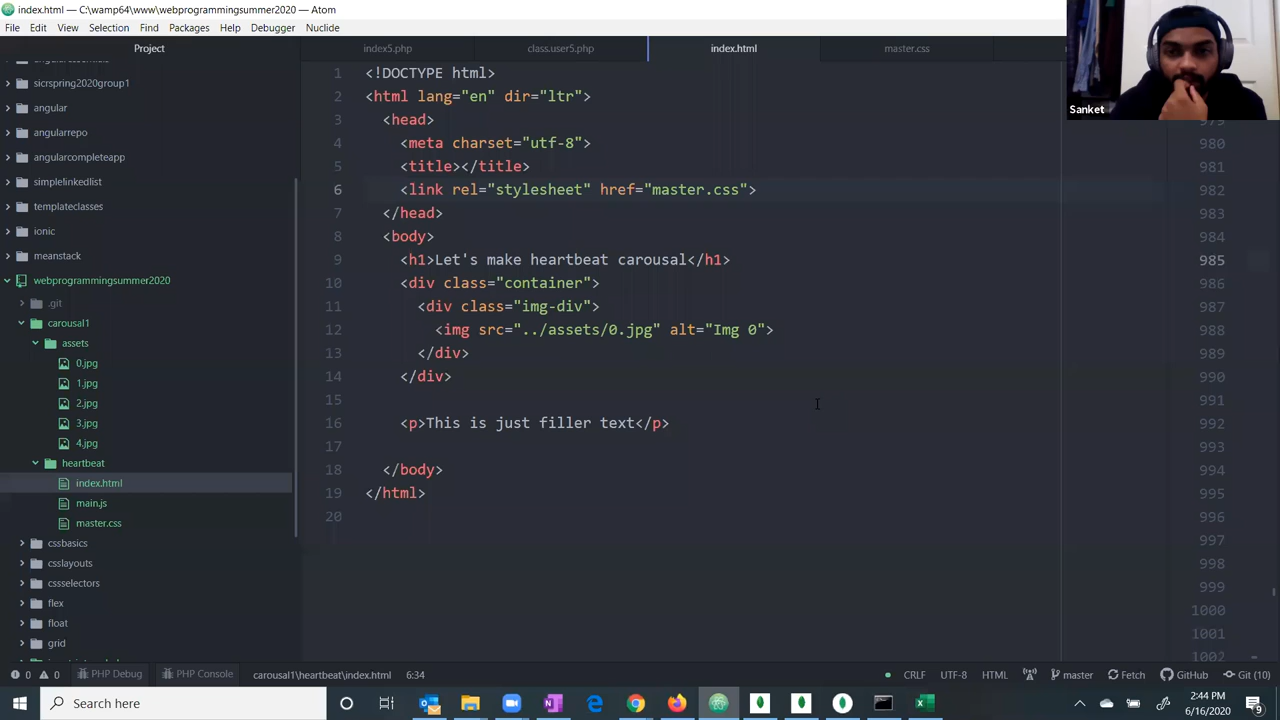 index.html — C:\wamp64\www\webprogrammingsummer2020 — Atom
File Edit View Selection Find Packages Help Debugger Nuclide
Project
index5.php class.user5.php index.html master.css
Sanket
sicrspring2020group1
angular
angularrepo
angularcompleteapp
simplelinkedlist
templateclasses
ionic
meanstack
webprogrammingsummer2020
.git
carousal1
assets
0.jpg
1.jpg
2.jpg
3.jpg
4.jpg
heartbeat
index.html
main.js
master.css
cssbasics
csslayouts
cssselectors
flex
float
grid
1 <!DOCTYPE html>
2 <html lang="en" dir="ltr">
3 <head>
4 <meta charset="utf-8">
5 <title></title>
6 <link rel="stylesheet" href="master.css">
7 </head>
8 <body>
9 <h1>Let's make heartbeat carousal</h1>
10 <div class="container">
11 <div class="img-div">
12 <img src="../assets/0.jpg" alt="Img 0">
13 </div>
14 </div>
15
16 <p>This is just filler text</p>
17
18 </body>
19 </html>
20
980
981
982
983
984
985
986
987
988
989
990
991
992
993
994
995
996
997
998
999
1000
1001
1002
0 0 PHP Debug PHP Console carousal1\heartbeat\index.html 6:34 CRLF UTF-8 HTML master Fetch GitHub Git (10)
Search here
2:44 PM
6/16/2020
9